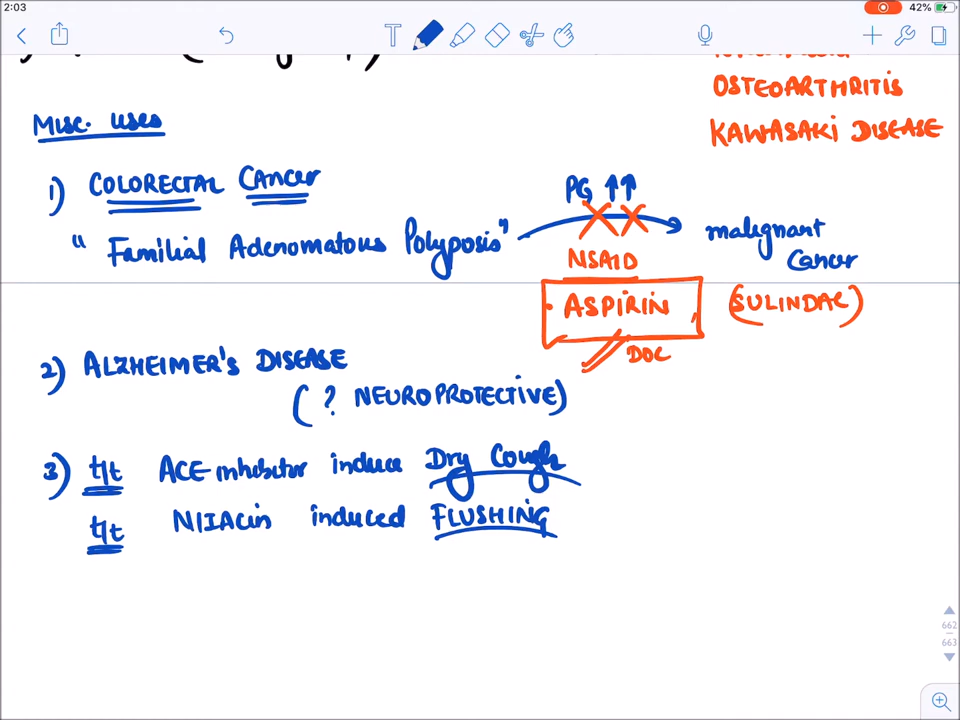 2:03
42%
T
OSTEOARTHRITIS
KAWASAKI DISEASE
Misc. uses
1) COLORECTAL CANCER
PG ↑↑
" Familial Adenomatous Polyposis"
malignant
Cancer
NSAID
ASPIRIN , (SULINDAC)
DOC
2) ALZHEIMER'S DISEASE
( ? NEUROPROTECTIVE)
3) t/t ACE inhibitor induce Dry Cough
t/t NIIAcin induced FLUSHING
662
663